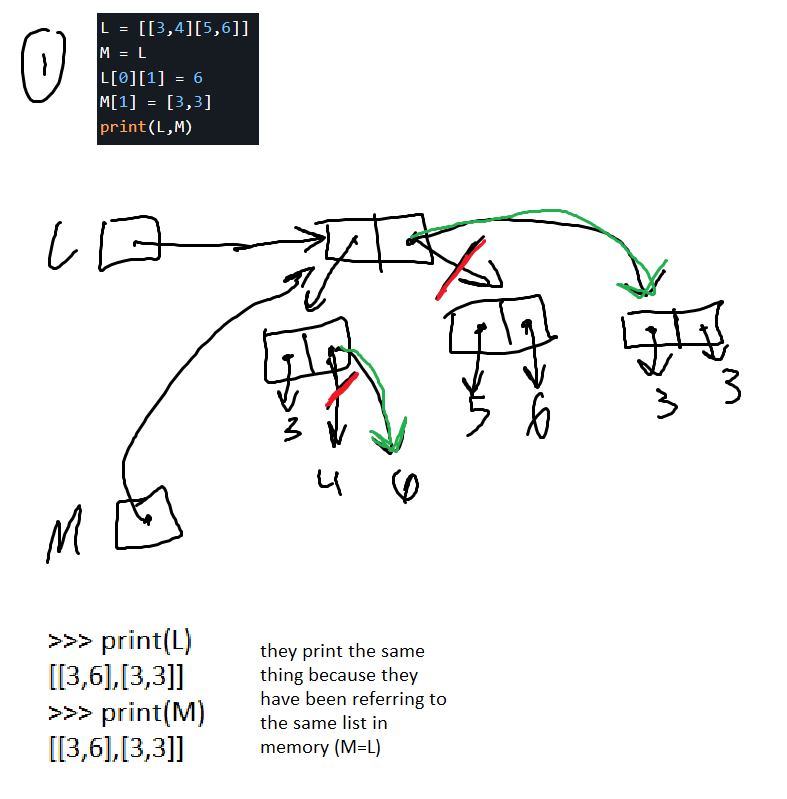 1
L = [[3,4][5,6]]
M = L
L[0][1] = 6
M[1] = [3,3]
print(L,M)
L
3
4
6
5
6
3
3
M
>>> print(L)
[[3,6],[3,3]]
>>> print(M)
[[3,6],[3,3]]
they print the same
thing because they
have been referring to
the same list in
memory (M=L)